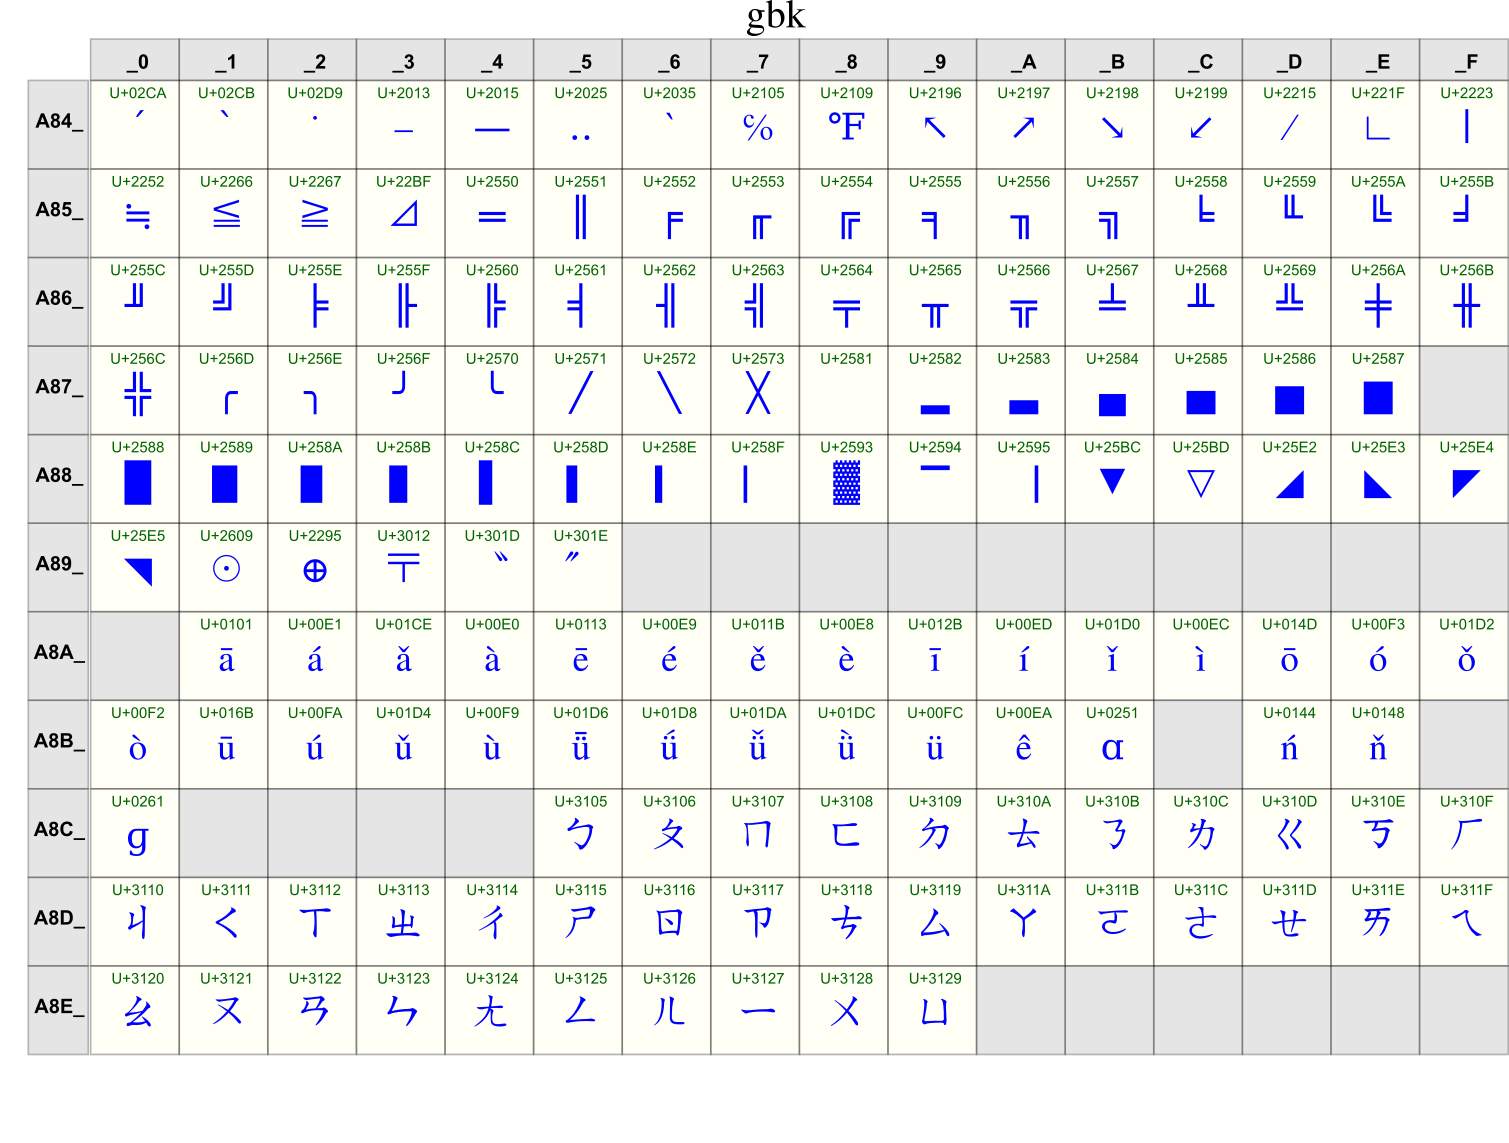 gbk
_0 _1 _2 _3 _4 _5 _6 _7 _8 _9 _A _B _C _D _E _F
U+02CA U+02CB U+02D9 U+2013 U+2015 U+2025 U+2035 U+2105 U+2109 U+2196 U+2197 U+2198 U+2199 U+2215 U+221F U+2223
A84_ ˊ ˋ ˙ – ― ‥ ‵ ℅ ℉ ↖ ↗ ↘ ↙ ∕ ∟ ∣
U+2252 U+2266 U+2267 U+22BF U+2550 U+2551 U+2552 U+2553 U+2554 U+2555 U+2556 U+2557 U+2558 U+2559 U+255A U+255B
A85_ ≒ ≦ ≧ ⊿ ═ ║ ╒ ╓ ╔ ╕ ╖ ╗ ╘ ╙ ╚ ╛
U+255C U+255D U+255E U+255F U+2560 U+2561 U+2562 U+2563 U+2564 U+2565 U+2566 U+2567 U+2568 U+2569 U+256A U+256B
A86_ ╜ ╝ ╞ ╟ ╠ ╡ ╢ ╣ ╤ ╥ ╦ ╧ ╨ ╩ ╪ ╫
U+256C U+256D U+256E U+256F U+2570 U+2571 U+2572 U+2573 U+2581 U+2582 U+2583 U+2584 U+2585 U+2586 U+2587
A87_ ╬ ╭ ╮ ╯ ╰ ╱ ╲ ╳ ▂ ▃ ▄ ▅ ▆ ▇
U+2588 U+2589 U+258A U+258B U+258C U+258D U+258E U+258F U+2593 U+2594 U+2595 U+25BC U+25BD U+25E2 U+25E3 U+25E4
A88_ █ ▉ ▊ ▋ ▌ ▍ ▎ ▏ ▓ ▔ ▕ ▼ ▽ ◢ ◣ ◤
U+25E5 U+2609 U+2295 U+3012 U+301D U+301E
A89_ ◥ ☉ ⊕ 〒 〝 〞
U+0101 U+00E1 U+01CE U+00E0 U+0113 U+00E9 U+011B U+00E8 U+012B U+00ED U+01D0 U+00EC U+014D U+00F3 U+01D2
A8A_ ā á ǎ à ē é ě è ī í ǐ ì ō ó ǒ
U+00F2 U+016B U+00FA U+01D4 U+00F9 U+01D6 U+01D8 U+01DA U+01DC U+00FC U+00EA U+0251 U+0144 U+0148
A8B_ ò ū ú ǔ ù ǖ ǘ ǚ ǜ ü ê ɑ ń ň
U+0261 U+3105 U+3106 U+3107 U+3108 U+3109 U+310A U+310B U+310C U+310D U+310E U+310F
A8C_ ɡ ㄅ ㄆ ㄇ ㄈ ㄉ ㄊ ㄋ ㄌ ㄍ ㄎ ㄏ
U+3110 U+3111 U+3112 U+3113 U+3114 U+3115 U+3116 U+3117 U+3118 U+3119 U+311A U+311B U+311C U+311D U+311E U+311F
A8D_ ㄐ ㄑ ㄒ ㄓ ㄔ ㄕ ㄖ ㄗ ㄘ ㄙ ㄚ ㄛ ㄜ ㄝ ㄞ ㄟ
U+3120 U+3121 U+3122 U+3123 U+3124 U+3125 U+3126 U+3127 U+3128 U+3129
A8E_ ㄠ ㄡ ㄢ ㄣ ㄤ ㄥ ㄦ ㄧ ㄨ ㄩ